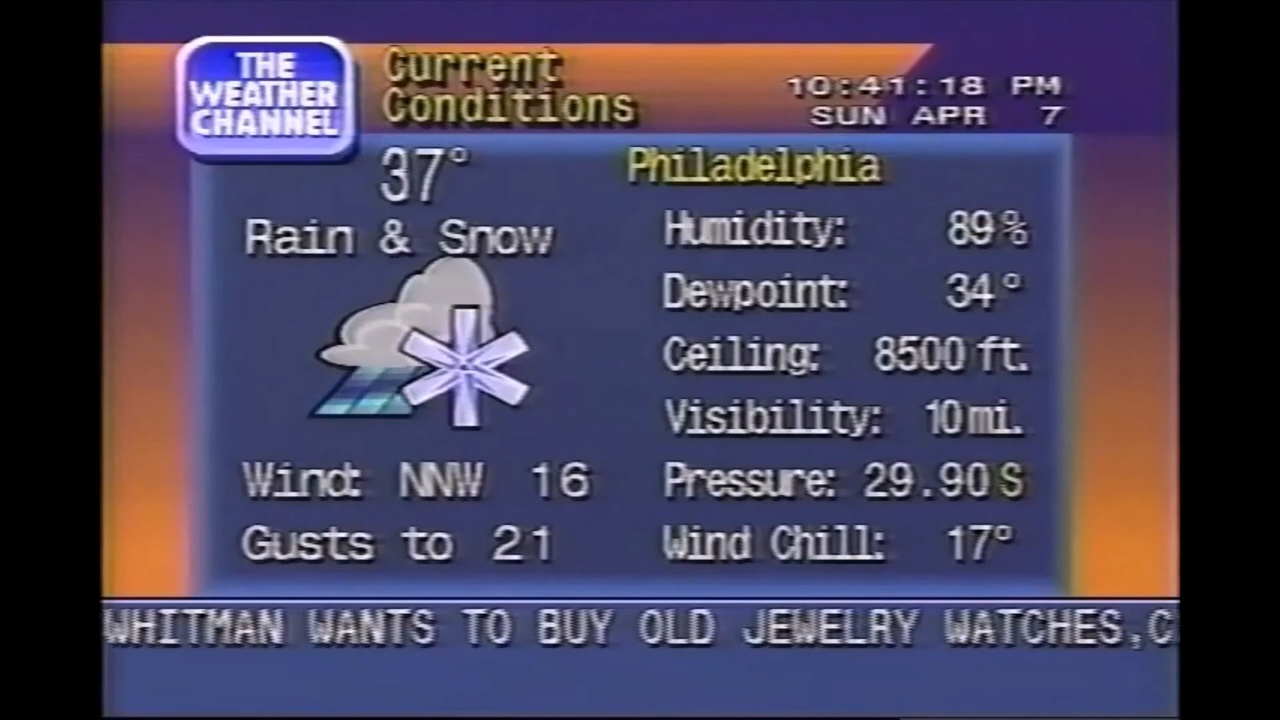 THE
WEATHER
CHANNEL
Current
Conditions
10:41:18 PM
SUN APR 7
37°
Rain & Snow
Wind: NNW 16
Gusts to 21
Philadelphia
Humidity: 89%
Dewpoint: 34°
Ceiling: 8500 ft.
Visibility: 10 mi.
Pressure: 29.90 S
Wind Chill: 17°
WHITMAN WANTS TO BUY OLD JEWELRY WATCHES,C